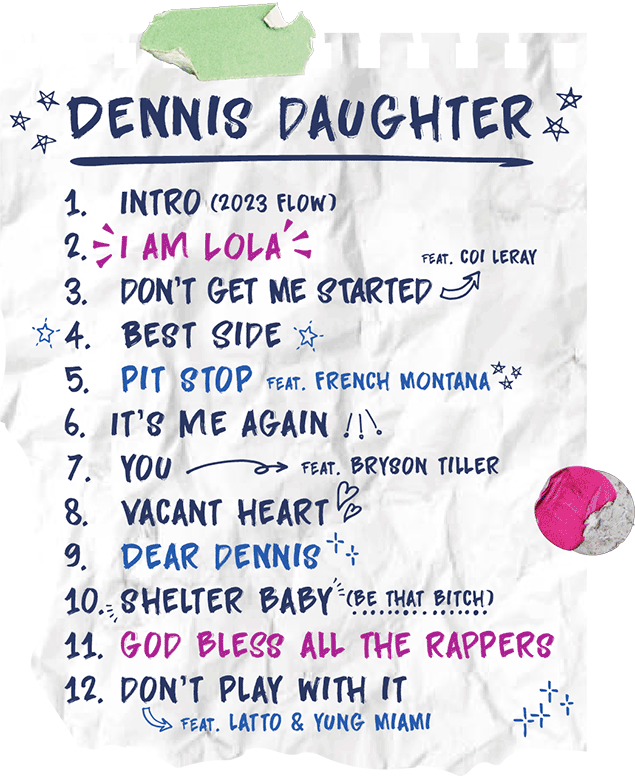 DENNIS DAUGHTER
1. INTRO (2023 FLOW)
2. I AM LOLA
FEAT. COI LERAY
3. DON'T GET ME STARTED
4. BEST SIDE
5. PIT STOP FEAT. FRENCH MONTANA
6. IT'S ME AGAIN
7. YOU FEAT. BRYSON TILLER
8. VACANT HEART
9. DEAR DENNIS
10. SHELTER BABY (BE THAT BITCH)
11. GOD BLESS ALL THE RAPPERS
12. DON'T PLAY WITH IT
FEAT. LATTO & YUNG MIAMI